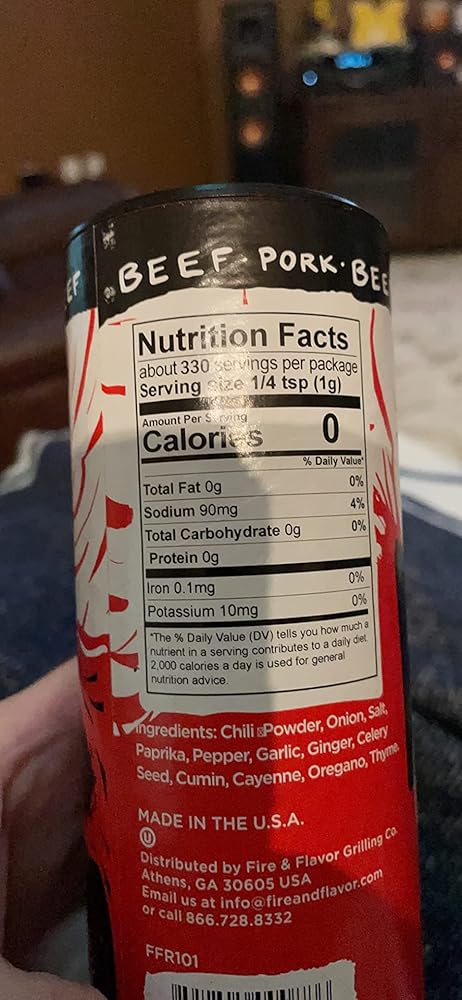 EF · BEEF · PORK · BEE
Nutrition Facts
about 330 servings per package
Serving size 1/4 tsp (1g)
Amount Per Serving
Calories 0
% Daily Value*
Total Fat 0g 0%
Sodium 90mg 4%
Total Carbohydrate 0g 0%
Protein 0g
Iron 0.1mg 0%
Potassium 10mg 0%
*The % Daily Value (DV) tells you how much a
nutrient in a serving contributes to a daily diet.
2,000 calories a day is used for general
nutrition advice.
Ingredients: Chili Powder, Onion, Salt,
Paprika, Pepper, Garlic, Ginger, Celery
Seed, Cumin, Cayenne, Oregano, Thyme.
MADE IN THE U.S.A.
U
Distributed by Fire & Flavor Grilling Co.
Athens, GA 30605 USA
Email us at info@fireandflavor.com
or call 866.728.8332
FFR101